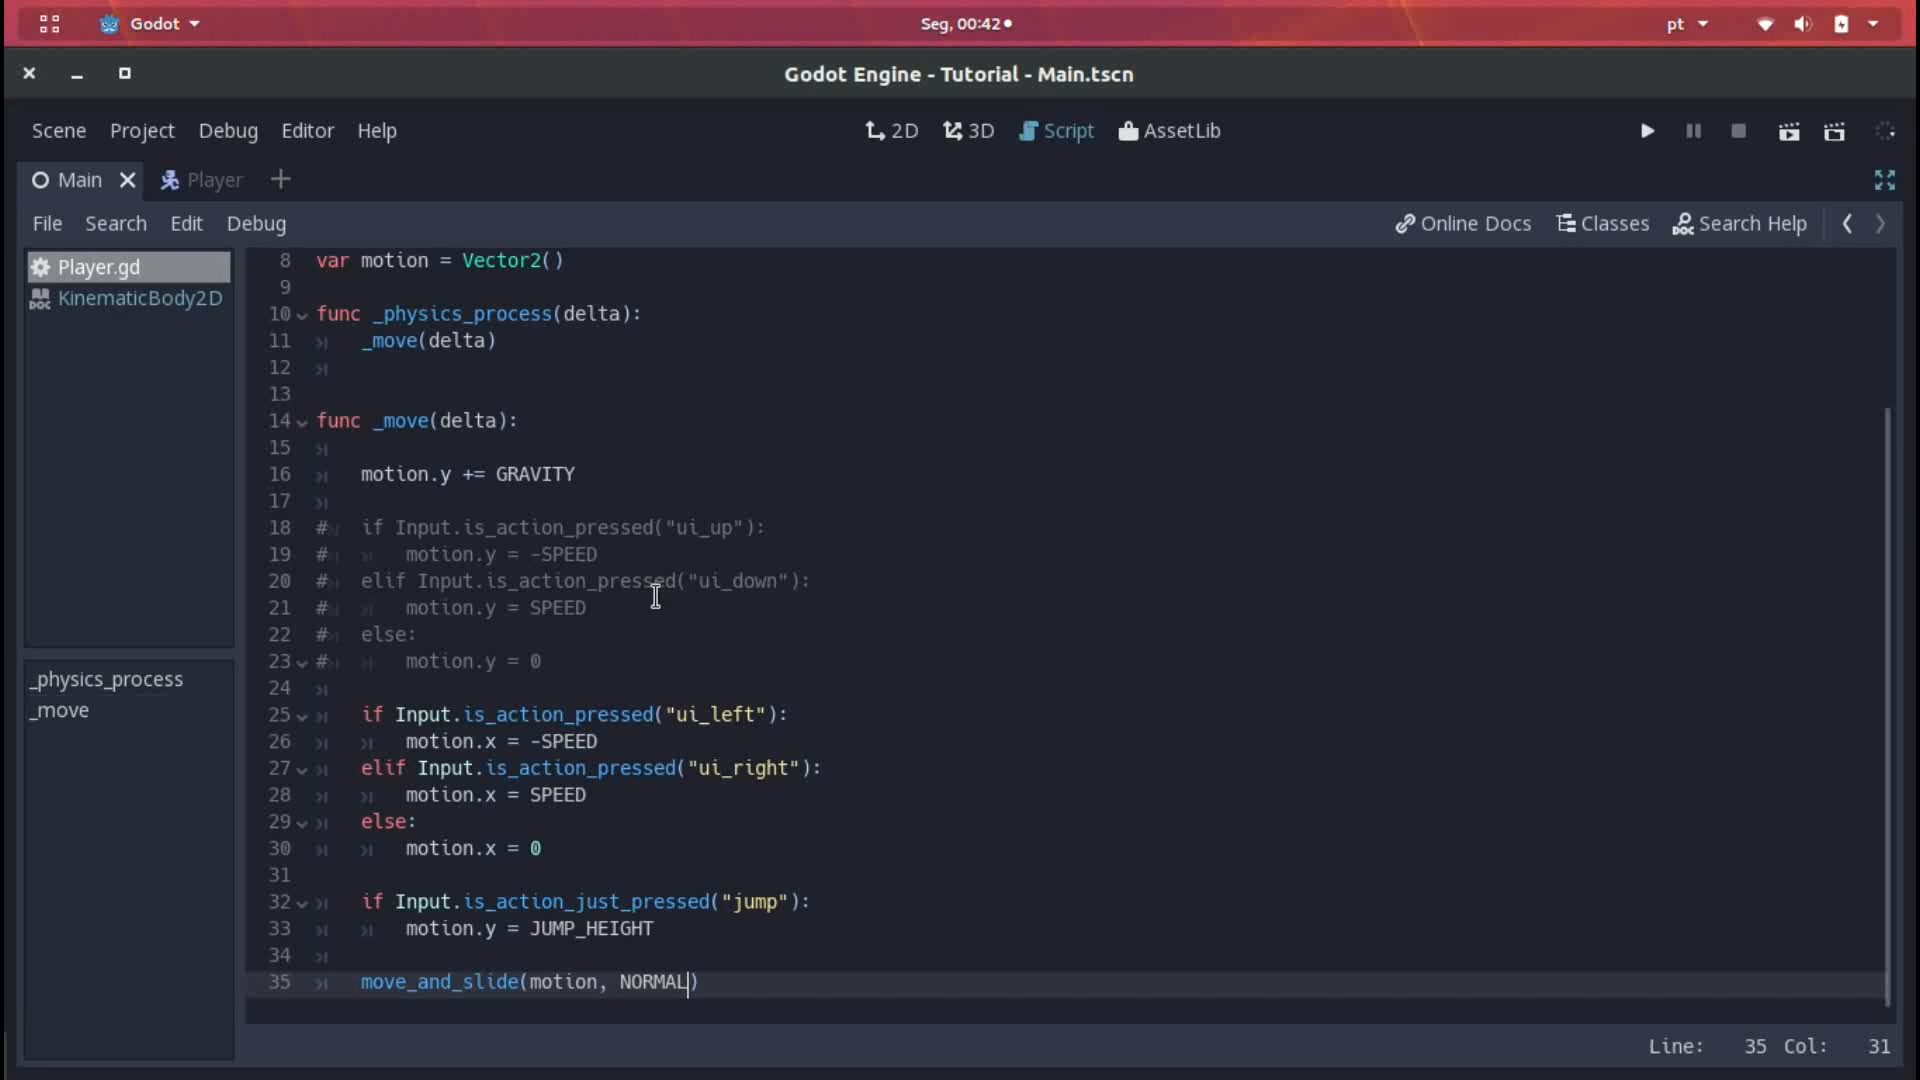 Godot
Seg, 00:42
pt
Godot Engine - Tutorial - Main.tscn
Scene Project Debug Editor Help
2D 3D Script AssetLib
Main Player
File Search Edit Debug
Online Docs Classes Search Help
Player.gd
DOC KinematicBody2D
_physics_process
_move
8 var motion = Vector2()
9
10 func _physics_process(delta):
11 _move(delta)
12
13
14 func _move(delta):
15
16 motion.y += GRAVITY
17
18 # if Input.is_action_pressed("ui_up"):
19 # motion.y = -SPEED
20 # elif Input.is_action_pressed("ui_down"):
21 # motion.y = SPEED
22 # else:
23 # motion.y = 0
24
25 if Input.is_action_pressed("ui_left"):
26 motion.x = -SPEED
27 elif Input.is_action_pressed("ui_right"):
28 motion.x = SPEED
29 else:
30 motion.x = 0
31
32 if Input.is_action_just_pressed("jump"):
33 motion.y = JUMP_HEIGHT
34
35 move_and_slide(motion, NORMAL)
Line: 35 Col: 31